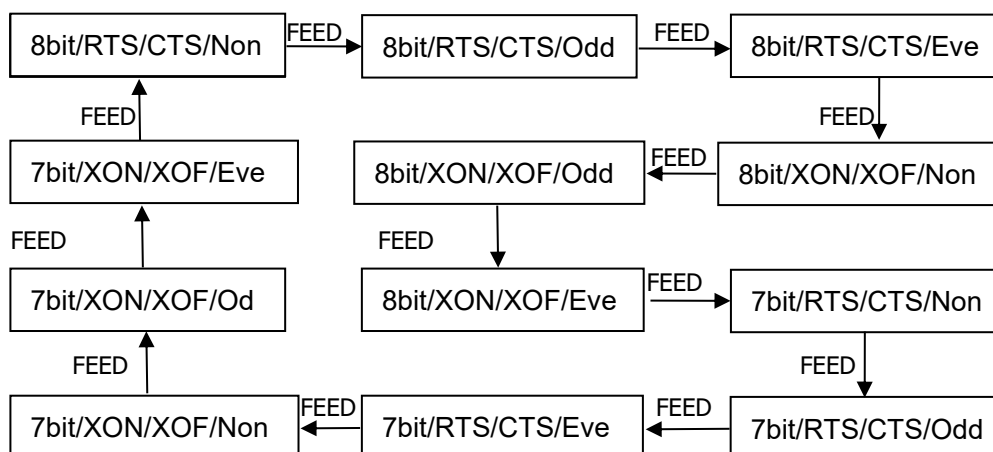 8bit/RTS/CTS/Non
FEED
8bit/RTS/CTS/Odd
FEED
8bit/RTS/CTS/Eve
FEED
FEED
7bit/XON/XOF/Eve
8bit/XON/XOF/Odd
FEED
8bit/XON/XOF/Non
FEED
FEED
7bit/XON/XOF/Od
8bit/XON/XOF/Eve
FEED
7bit/RTS/CTS/Non
FEED
FEED
7bit/XON/XOF/Non
FEED
7bit/RTS/CTS/Eve
FEED
7bit/RTS/CTS/Odd